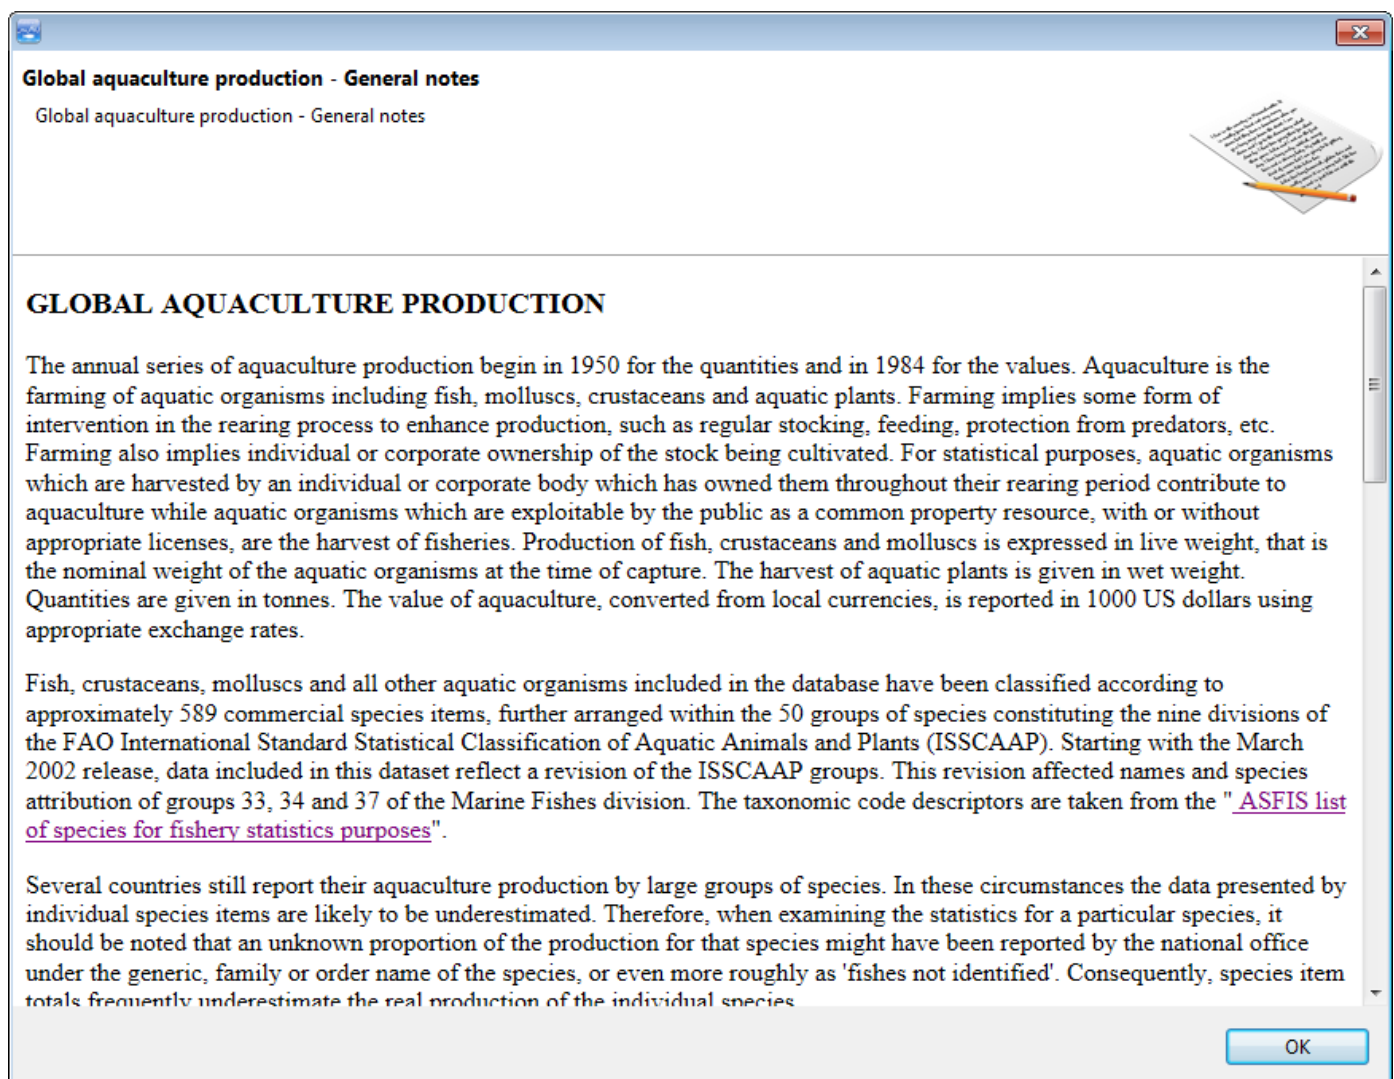 Global aquaculture production - General notes
Global aquaculture production - General notes
GLOBAL AQUACULTURE PRODUCTION
The annual series of aquaculture production begin in 1950 for the quantities and in 1984 for the values. Aquaculture is the
farming of aquatic organisms including fish, molluscs, crustaceans and aquatic plants. Farming implies some form of
intervention in the rearing process to enhance production, such as regular stocking, feeding, protection from predators, etc.
Farming also implies individual or corporate ownership of the stock being cultivated. For statistical purposes, aquatic organisms
which are harvested by an individual or corporate body which has owned them throughout their rearing period contribute to
aquaculture while aquatic organisms which are exploitable by the public as a common property resource, with or without
appropriate licenses, are the harvest of fisheries. Production of fish, crustaceans and molluscs is expressed in live weight, that is
the nominal weight of the aquatic organisms at the time of capture. The harvest of aquatic plants is given in wet weight.
Quantities are given in tonnes. The value of aquaculture, converted from local currencies, is reported in 1000 US dollars using
appropriate exchange rates.
Fish, crustaceans, molluscs and all other aquatic organisms included in the database have been classified according to
approximately 589 commercial species items, further arranged within the 50 groups of species constituting the nine divisions of
the FAO International Standard Statistical Classification of Aquatic Animals and Plants (ISSCAAP). Starting with the March
2002 release, data included in this dataset reflect a revision of the ISSCAAP groups. This revision affected names and species
attribution of groups 33, 34 and 37 of the Marine Fishes division. The taxonomic code descriptors are taken from the " ASFIS list
of species for fishery statistics purposes".
Several countries still report their aquaculture production by large groups of species. In these circumstances the data presented by
individual species items are likely to be underestimated. Therefore, when examining the statistics for a particular species, it
should be noted that an unknown proportion of the production for that species might have been reported by the national office
under the generic, family or order name of the species, or even more roughly as 'fishes not identified'. Consequently, species item
totals frequently underestimate the real production of the individual species.
OK